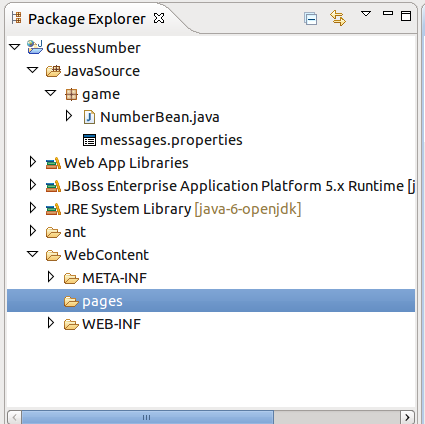 Package Explorer
GuessNumber
JavaSource
game
NumberBean.java
messages.properties
Web App Libraries
JBoss Enterprise Application Platform 5.x Runtime [j
JRE System Library [java-6-openjdk]
ant
WebContent
META-INF
pages
WEB-INF